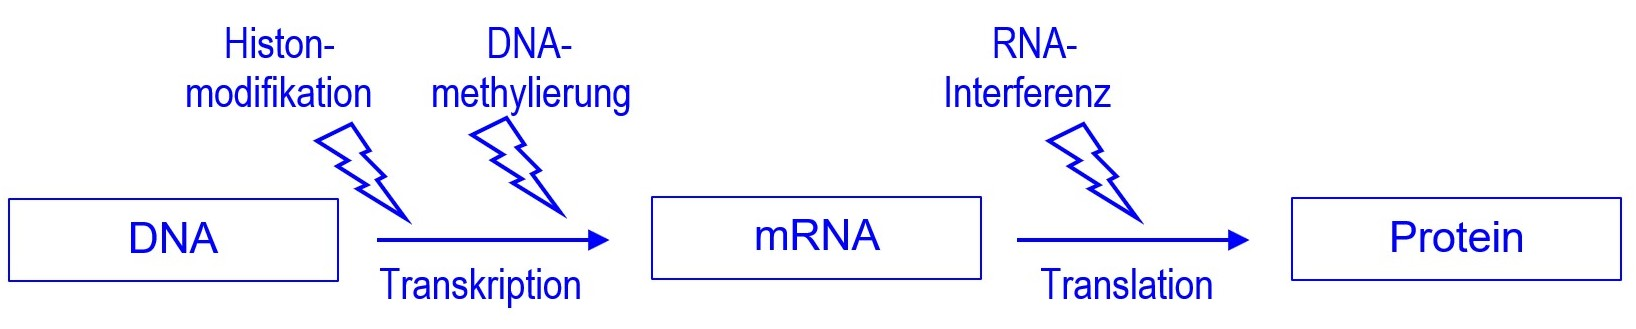 Histon-
modifikation
DNA-
methylierung
RNA-
Interferenz
DNA
mRNA
Protein
Transkription
Translation